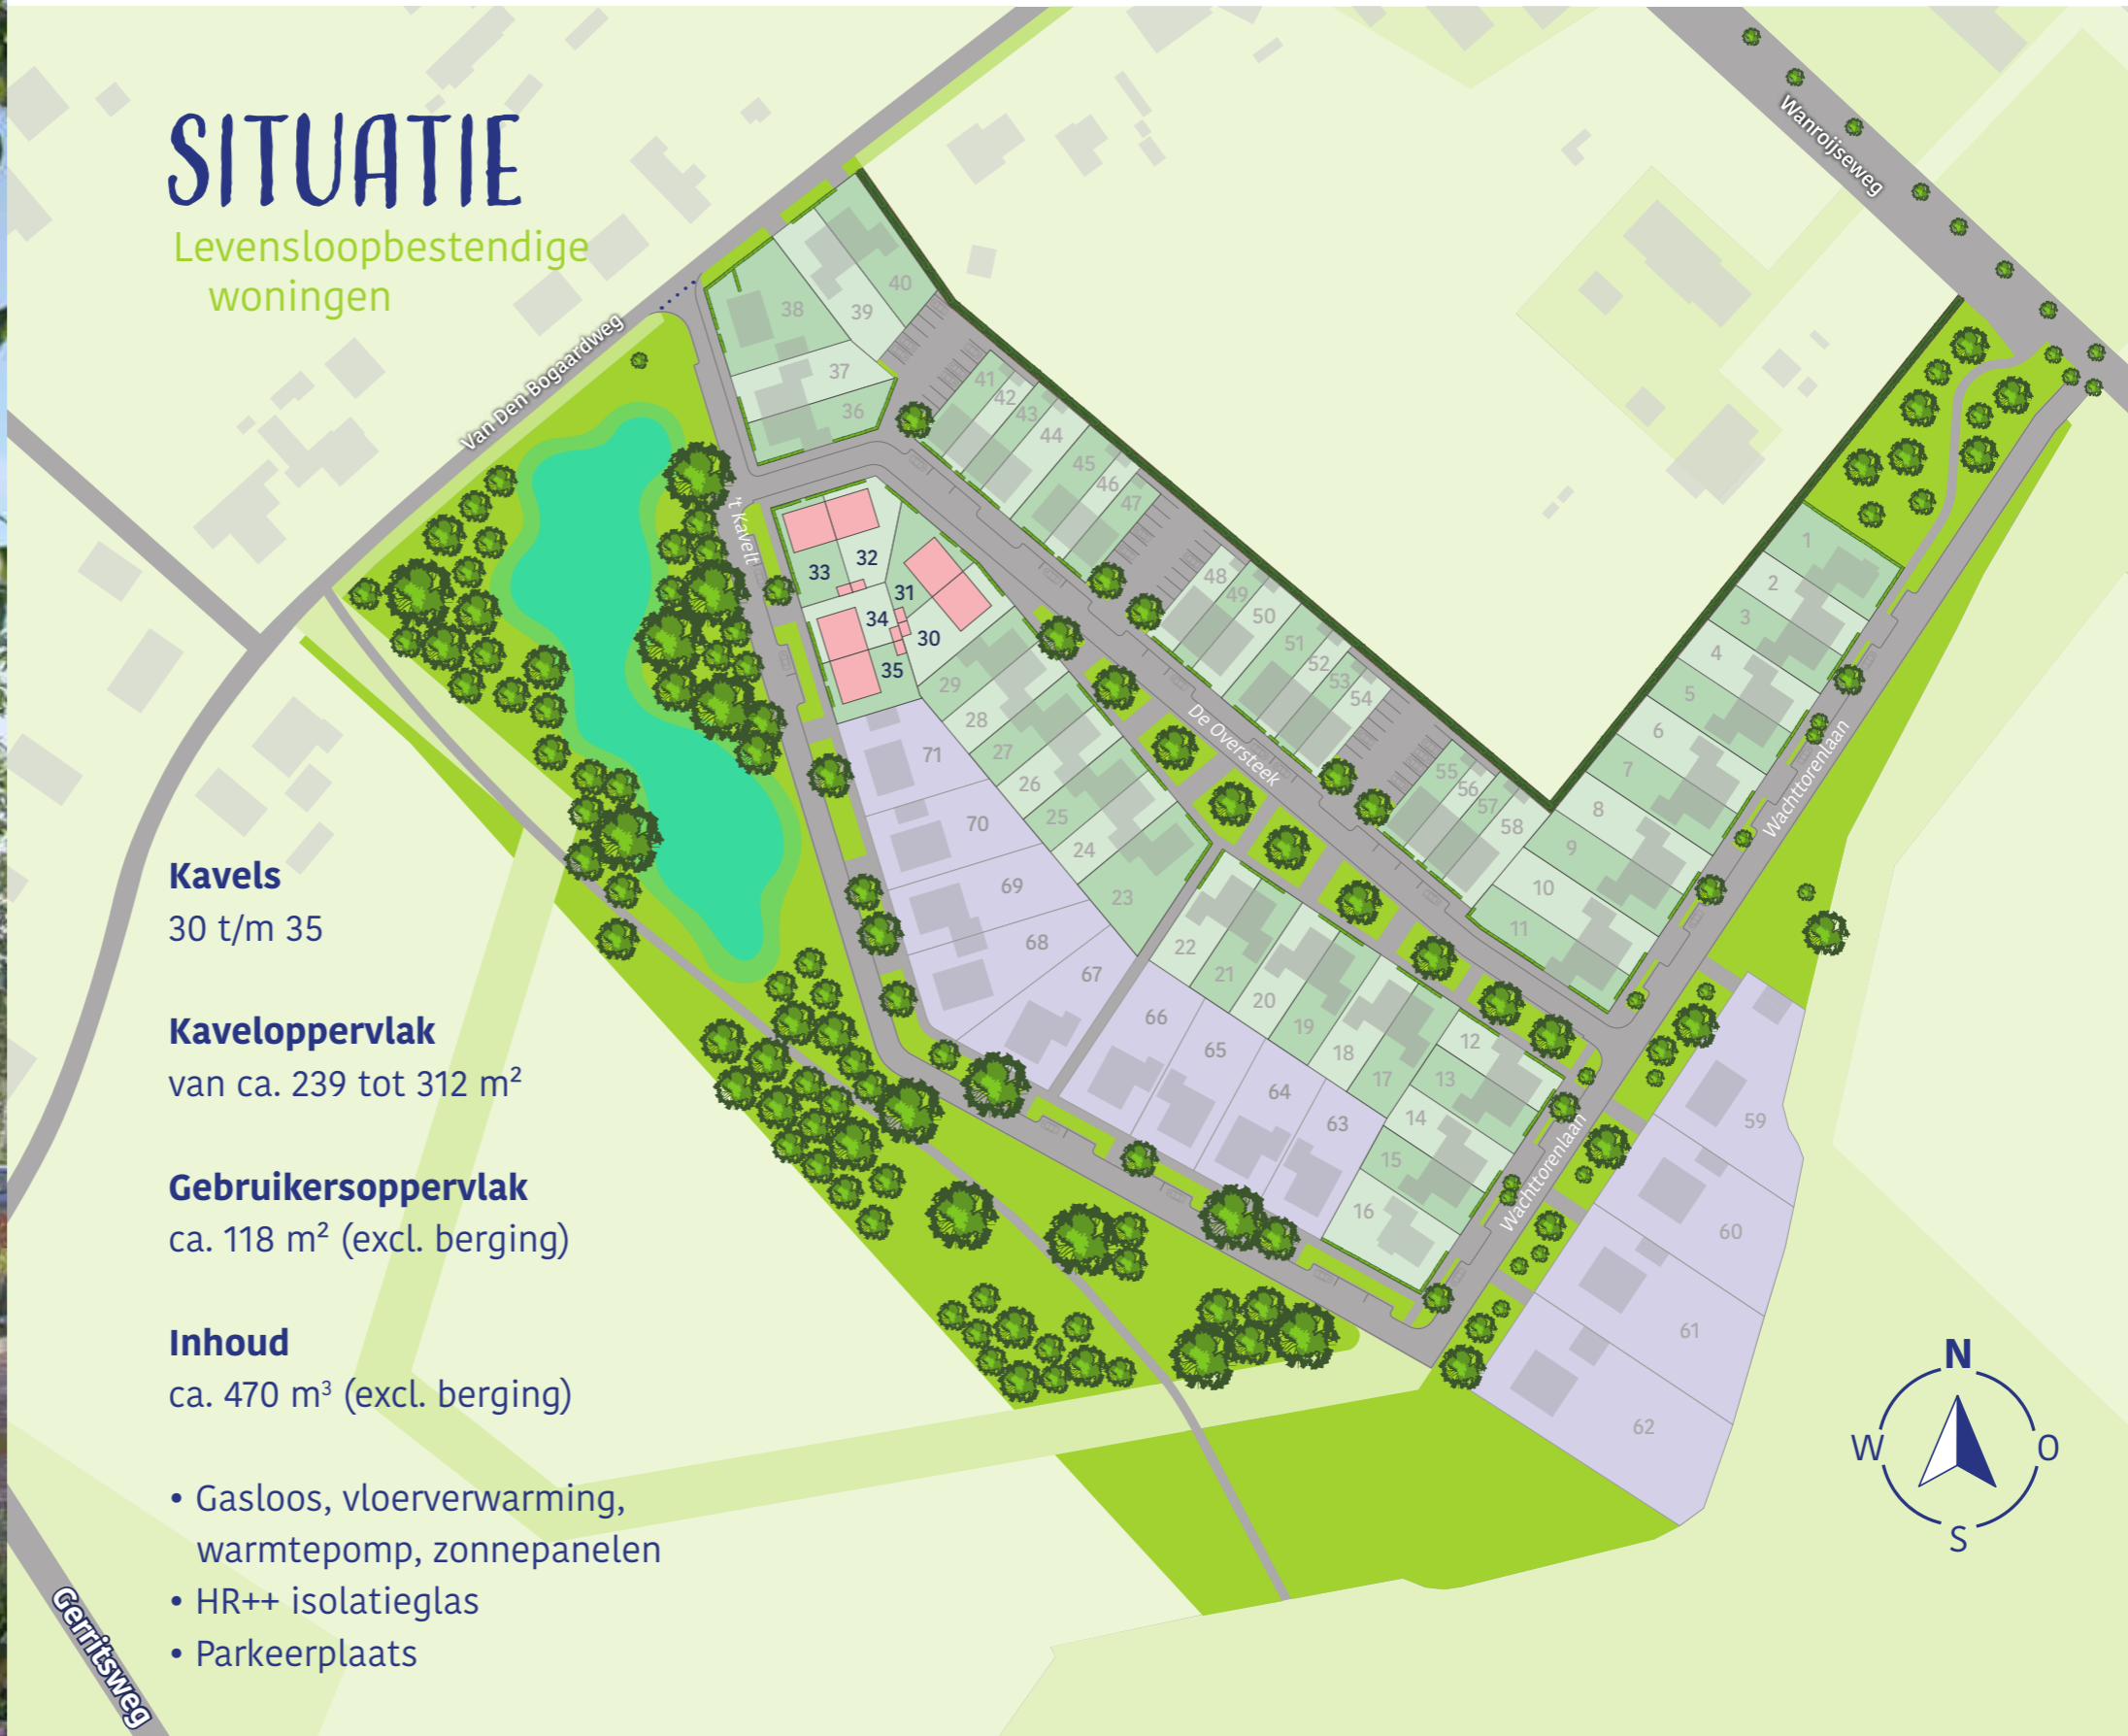 SITUATIE
Levensloopbestendige
woningen
Wanroijseweg
Van Den Bogaardweg
't Kavelt
De Oversteek
Wachttorenlaan
Wachttorenlaan
Gerritsweg
40
38
39
37
36
41
42
43
44
45
46
47
48
49
50
51
52
53
54
55
56
57
58
1
2
3
4
5
6
7
8
9
10
11
33
32
31
34
30
35
29
28
27
26
25
24
23
71
70
69
68
67
22
21
20
19
18
17
12
13
14
15
16
66
65
64
63
59
60
61
62
Kavels
30 t/m 35
Kaveloppervlak
van ca. 239 tot 312 m²
Gebruikersoppervlak
ca. 118 m² (excl. berging)
Inhoud
ca. 470 m³ (excl. berging)
• Gasloos, vloerverwarming,
warmtepomp, zonnepanelen
• HR++ isolatieglas
• Parkeerplaats
N
W
O
S